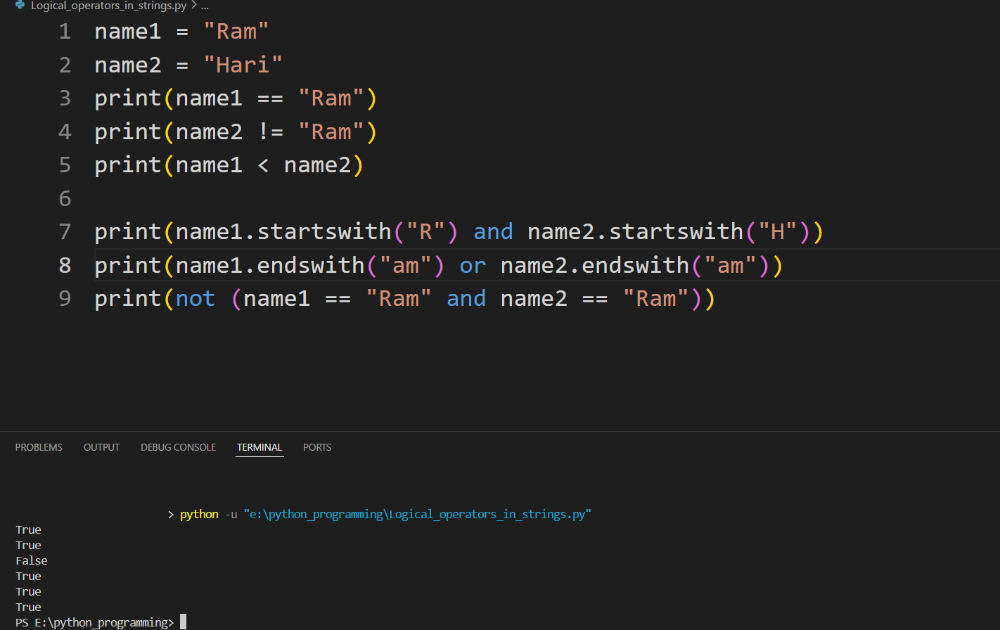 Logical_operators_in_strings.py > ...
1 name1 = "Ram"
2 name2 = "Hari"
3 print(name1 == "Ram")
4 print(name2 != "Ram")
5 print(name1 < name2)
6
7 print(name1.startswith("R") and name2.startswith("H"))
8 print(name1.endswith("am") or name2.endswith("am"))
9 print(not (name1 == "Ram" and name2 == "Ram"))
PROBLEMS OUTPUT DEBUG CONSOLE TERMINAL PORTS
> python -u "e:\python_programming\Logical_operators_in_strings.py"
True
True
False
True
True
True
PS E:\python_programming>